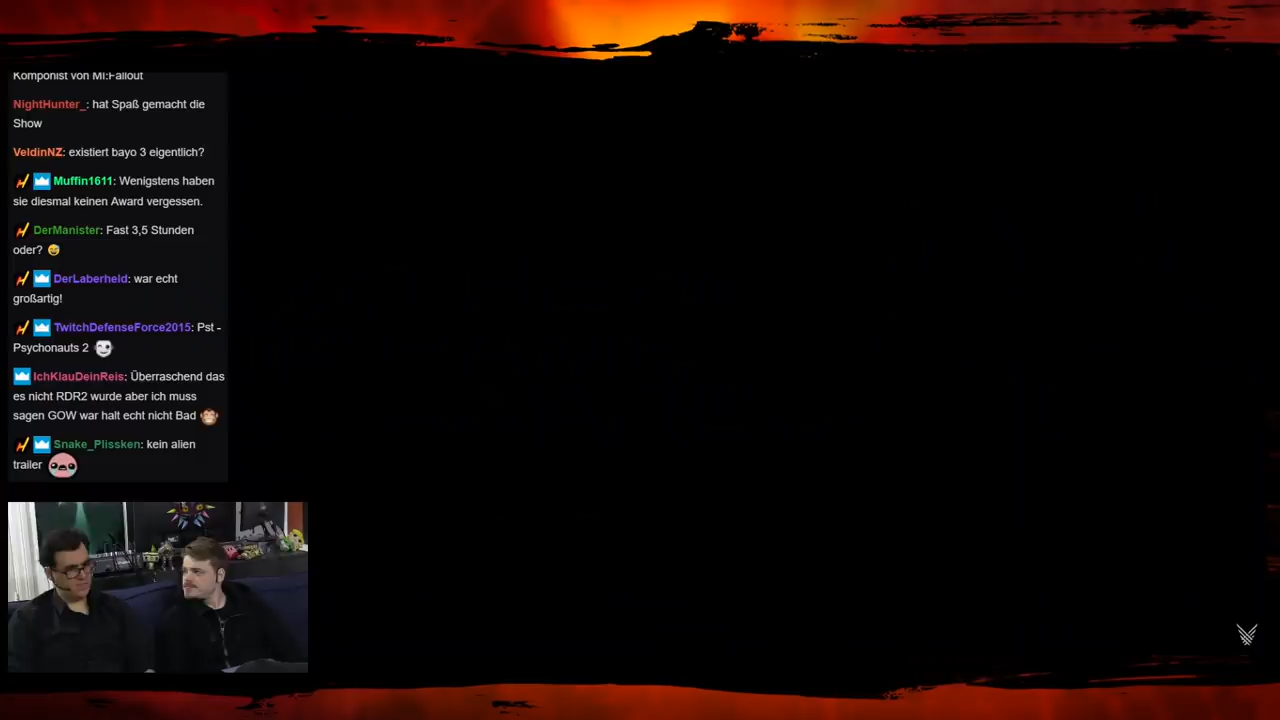 Komponist von MI:Fallout
NightHunter_: hat Spaß gemacht die
Show
VeldinNZ: existiert bayo 3 eigentlich?
Muffin1611: Wenigstens haben
sie diesmal keinen Award vergessen.
DerManister: Fast 3,5 Stunden
oder?
DerLaberheld: war echt
großartig!
TwitchDefenseForce2015: Pst -
Psychonauts 2
IchKlauDeinReis: Überraschend das
es nicht RDR2 wurde aber ich muss
sagen GOW war halt echt nicht Bad
Snake_Plissken: kein alien
trailer